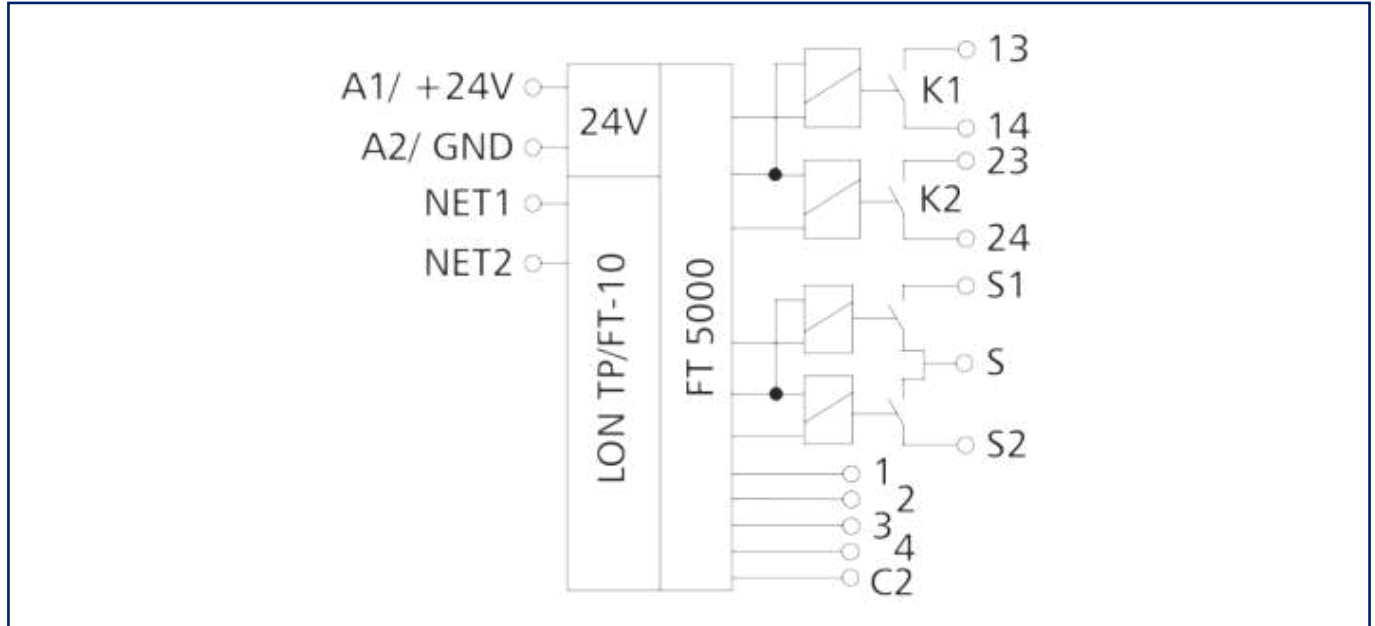 A1/ +24V
A2/ GND
NET1
NET2
24V
LON TP/FT-10
FT 5000
13
K1
14
23
K2
24
S1
S
S2
1
2
3
4
C2